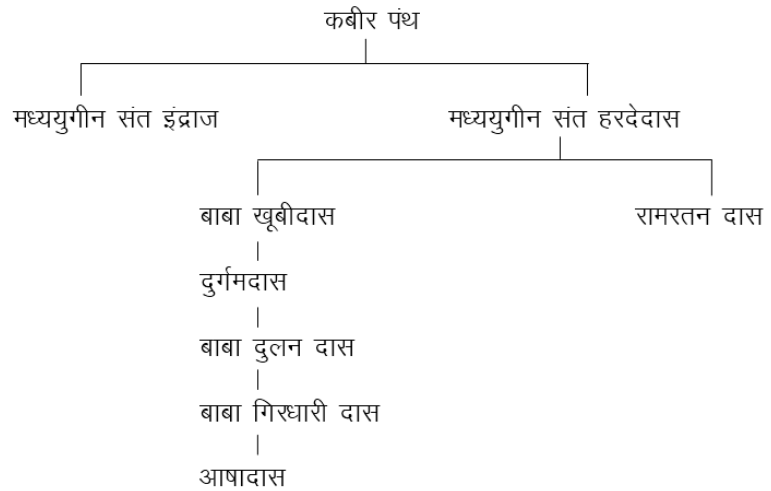 कबीर पंथ
मध्ययुगीन संत इंद्राज
मध्ययुगीन संत हरदेदास
बाबा खूबीदास
रामरतन दास
दुर्गमदास
बाबा दुलन दास
बाबा गिरधारी दास
आषादास